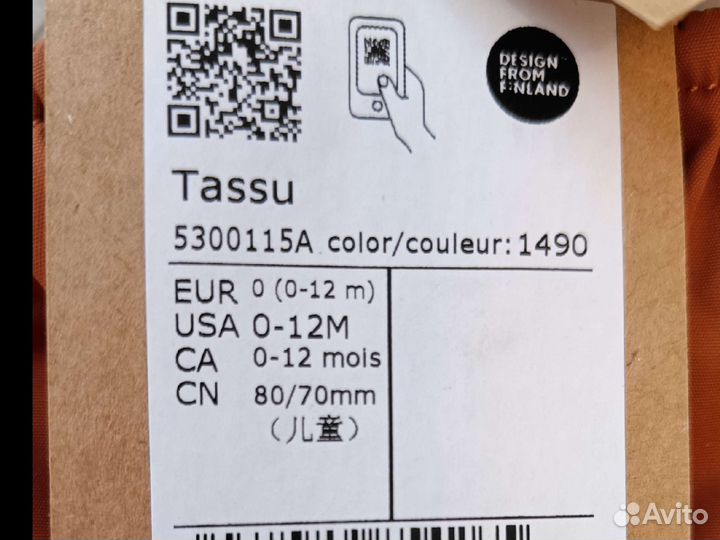 DESIGN
FROM
FINLAND
Tassu
5300115A color/couleur: 1490
EUR 0 (0-12 m)
USA 0-12M
CA 0-12 mois
CN 80/70mm
（儿童）
Avito